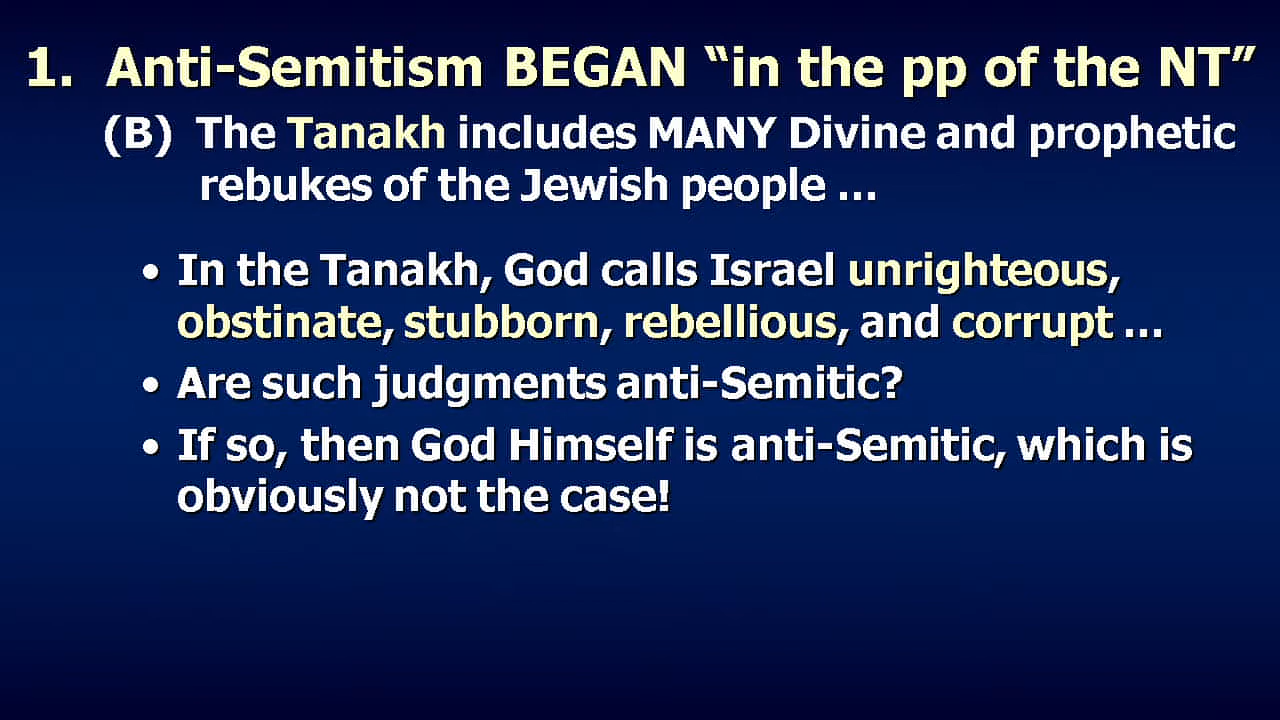 1. Anti-Semitism BEGAN “in the pp of the NT”
(B) The Tanakh includes MANY Divine and prophetic
rebukes of the Jewish people ...
• In the Tanakh, God calls Israel unrighteous,
obstinate, stubborn, rebellious, and corrupt ...
• Are such judgments anti-Semitic?
• If so, then God Himself is anti-Semitic, which is
obviously not the case!